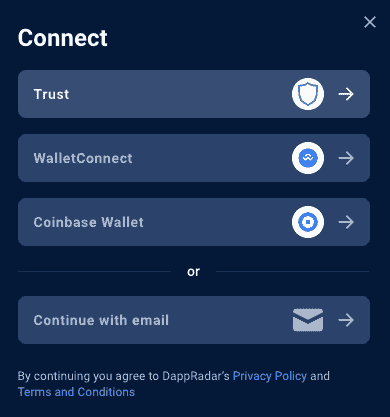 Connect
Trust
WalletConnect
Coinbase Wallet
or
Continue with email
By continuing you agree to DappRadar's Privacy Policy and
Terms and Conditions